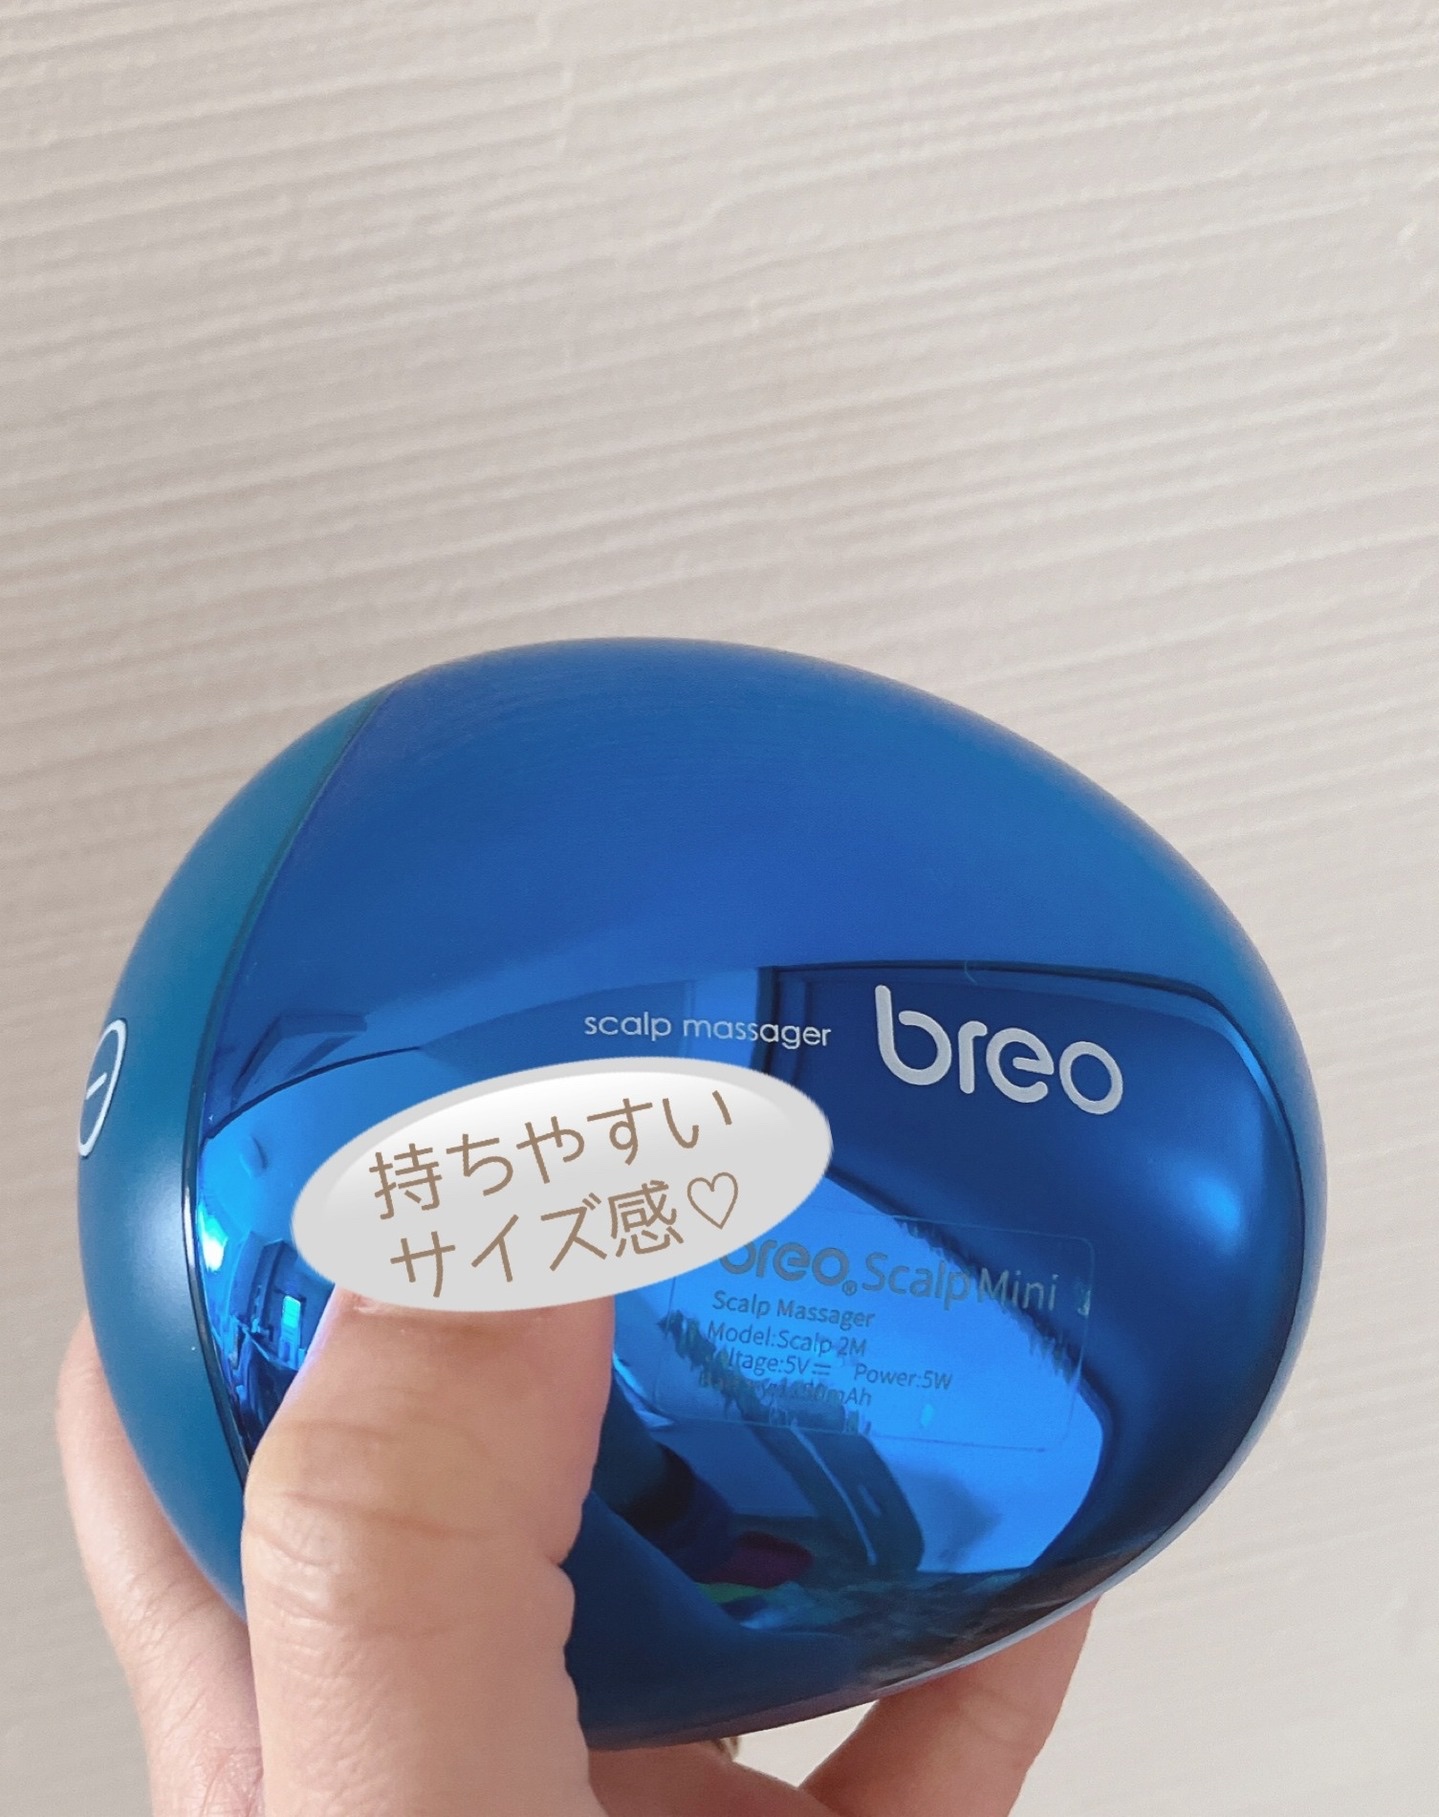 scalp massager
breo
持ちやすい
サイズ感♡
breo® Scalp Mini
Scalp Massager
Model:Scalp 2M
Power:5W